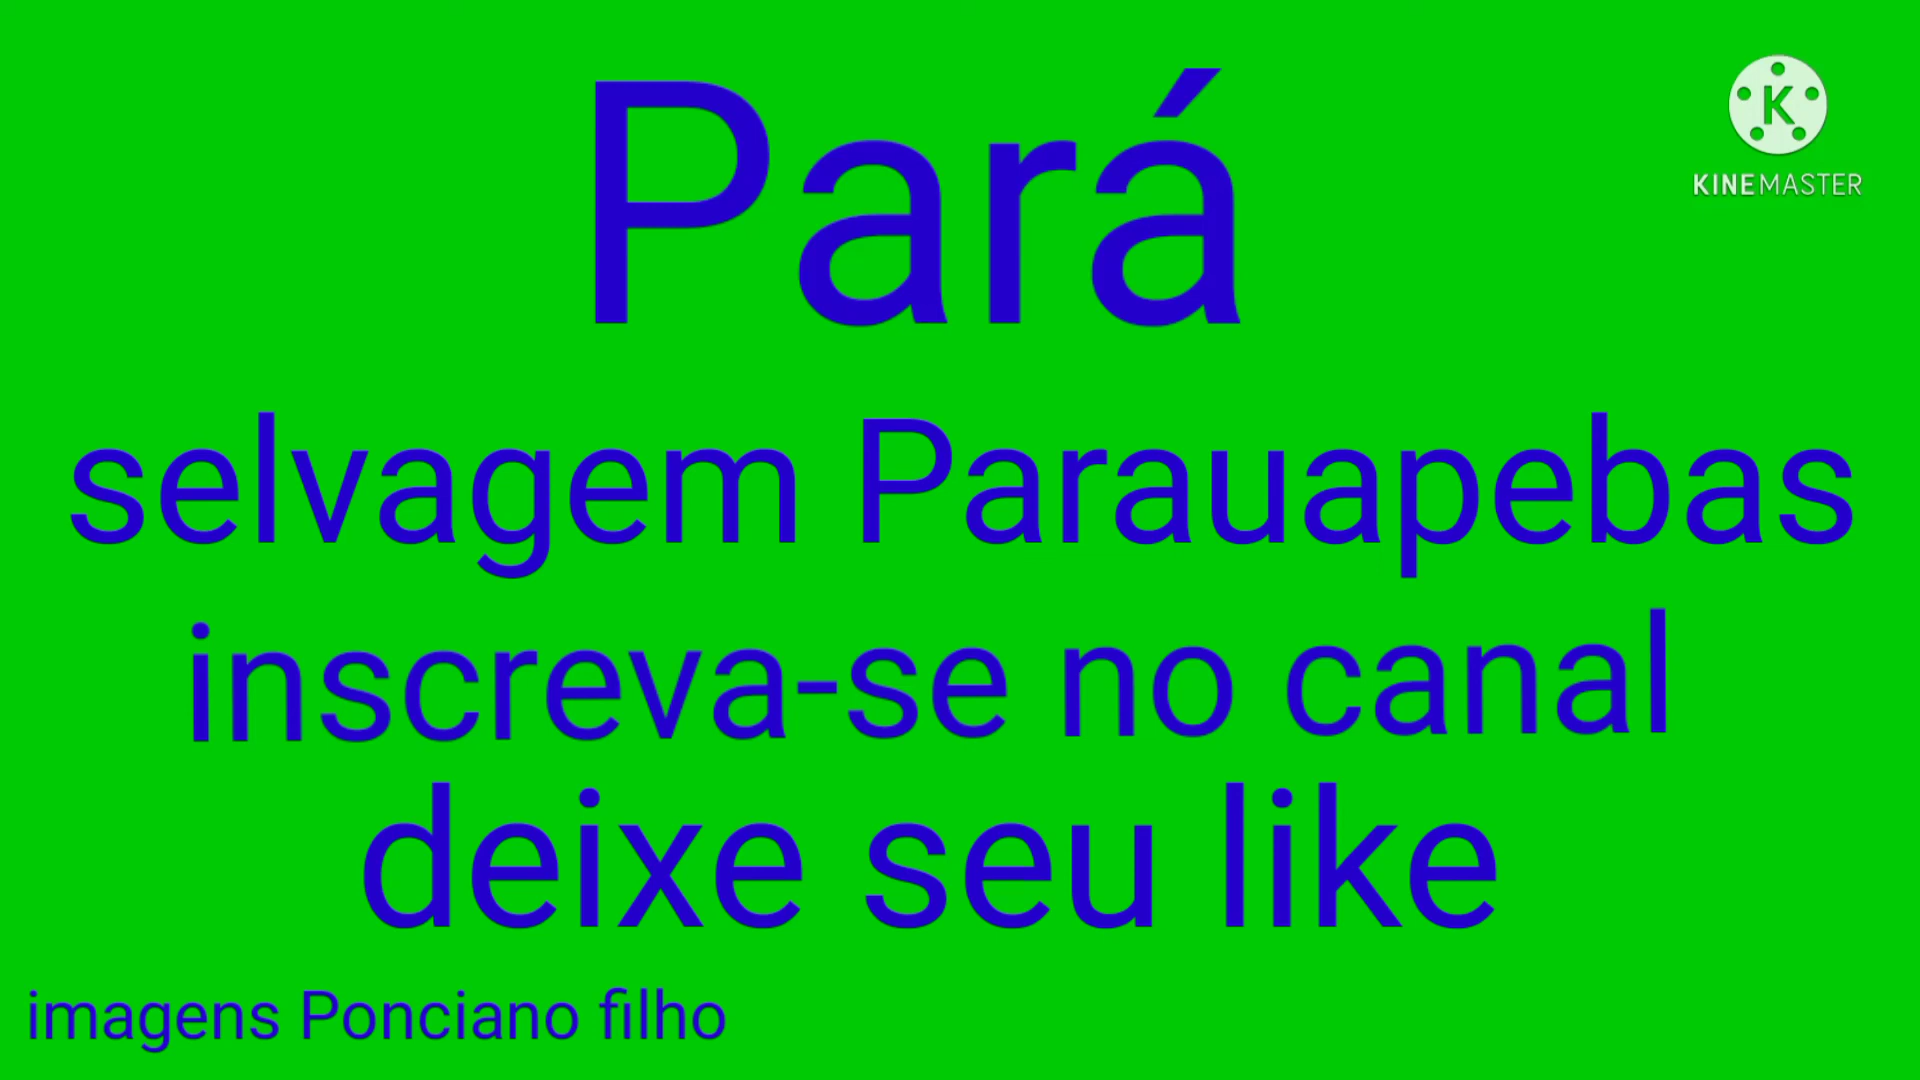 Pará
K
KINEMASTER
selvagem Parauapebas
inscreva-se no canal
deixe seu like
imagens Ponciano filho